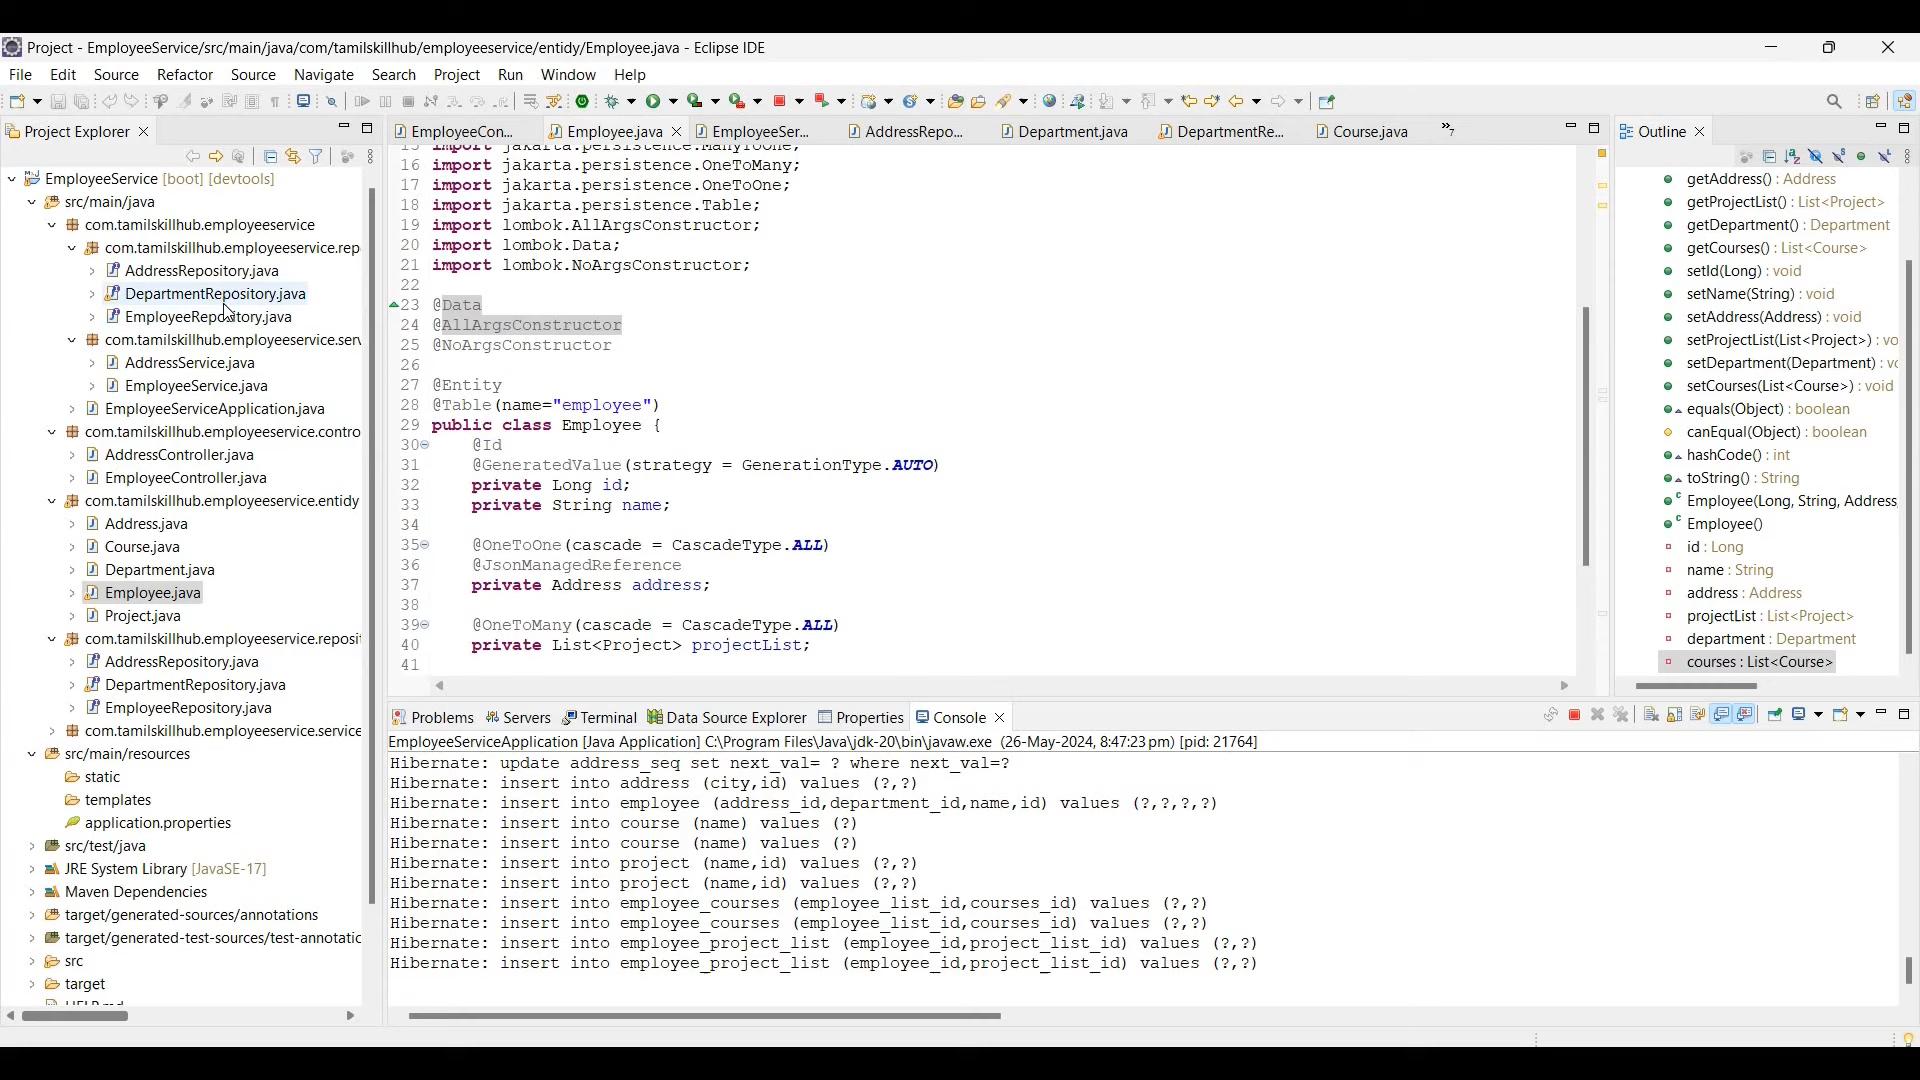 Project - EmployeeService/src/main/java/com/tamilskillhub/employeeservice/entidy/Employee.java - Eclipse IDE
File Edit Source Refactor Source Navigate Search Project Run Window Help
Project Explorer
EmployeeService [boot] [devtools]
src/main/java
com.tamilskillhub.employeeservice
com.tamilskillhub.employeeservice.rep
AddressRepository.java
DepartmentRepository.java
EmployeeRepository.java
com.tamilskillhub.employeeservice.serv
AddressService.java
EmployeeService.java
EmployeeServiceApplication.java
com.tamilskillhub.employeeservice.contro
AddressController.java
EmployeeController.java
com.tamilskillhub.employeeservice.entidy
Address.java
Course.java
Department.java
Employee.java
Project.java
com.tamilskillhub.employeeservice.reposit
AddressRepository.java
DepartmentRepository.java
EmployeeRepository.java
com.tamilskillhub.employeeservice.service
src/main/resources
static
templates
application.properties
src/test/java
JRE System Library [JavaSE-17]
Maven Dependencies
target/generated-sources/annotations
target/generated-test-sources/test-annotatic
src
target
HELP.md
EmployeeCon... Employee.java EmployeeSer... AddressRepo... Department.java DepartmentRe... Course.java »7
15 import jakarta.persistence.ManyToOne;
16 import jakarta.persistence.OneToMany;
17 import jakarta.persistence.OneToOne;
18 import jakarta.persistence.Table;
19 import lombok.AllArgsConstructor;
20 import lombok.Data;
21 import lombok.NoArgsConstructor;
22
23 @Data
24 @AllArgsConstructor
25 @NoArgsConstructor
26
27 @Entity
28 @Table(name="employee")
29 public class Employee {
30 @Id
31 @GeneratedValue(strategy = GenerationType.AUTO)
32 private Long id;
33 private String name;
34
35 @OneToOne(cascade = CascadeType.ALL)
36 @JsonManagedReference
37 private Address address;
38
39 @OneToMany(cascade = CascadeType.ALL)
40 private List<Project> projectList;
41
Outline
getAddress() : Address
getProjectList() : List<Project>
getDepartment() : Department
getCourses() : List<Course>
setId(Long) : void
setName(String) : void
setAddress(Address) : void
setProjectList(List<Project>) : vo
setDepartment(Department) : vo
setCourses(List<Course>) : void
equals(Object) : boolean
canEqual(Object) : boolean
hashCode() : int
toString() : String
Employee(Long, String, Address,
Employee()
id : Long
name : String
address : Address
projectList : List<Project>
department : Department
courses : List<Course>
Problems Servers Terminal Data Source Explorer Properties Console
EmployeeServiceApplication [Java Application] C:\Program Files\Java\jdk-20\bin\javaw.exe (26-May-2024, 8:47:23 pm) [pid: 21764]
Hibernate: update address_seq set next_val= ? where next_val=?
Hibernate: insert into address (city,id) values (?,?)
Hibernate: insert into employee (address_id,department_id,name,id) values (?,?,?,?)
Hibernate: insert into course (name) values (?)
Hibernate: insert into course (name) values (?)
Hibernate: insert into project (name,id) values (?,?)
Hibernate: insert into project (name,id) values (?,?)
Hibernate: insert into employee_courses (employee_list_id,courses_id) values (?,?)
Hibernate: insert into employee_courses (employee_list_id,courses_id) values (?,?)
Hibernate: insert into employee_project_list (employee_id,project_list_id) values (?,?)
Hibernate: insert into employee_project_list (employee_id,project_list_id) values (?,?)